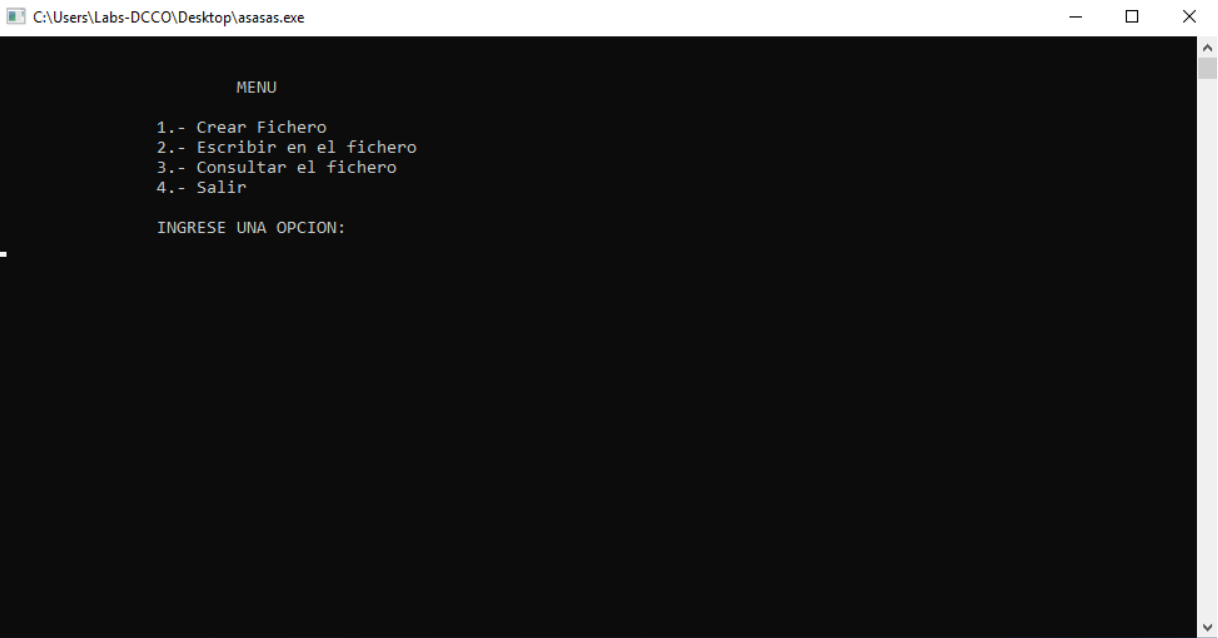 C:\Users\Labs-DCCO\Desktop\asasas.exe
MENU
1.- Crear Fichero
2.- Escribir en el fichero
3.- Consultar el fichero
4.- Salir
INGRESE UNA OPCION: